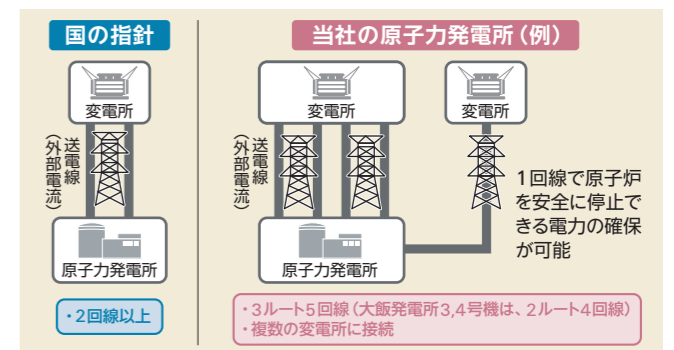 国の指針
変電所
送電線
(外部電流)
原子力発電所
・2回線以上
当社の原子力発電所(例)
変電所
変電所
送電線
(外部電流)
原子力発電所
1回線で原子炉
を安全に停止で
きる電力の確保
が可能
・3ルート5回線(大飯発電所3,4号機は、2ルート4回線)
・複数の変電所に接続